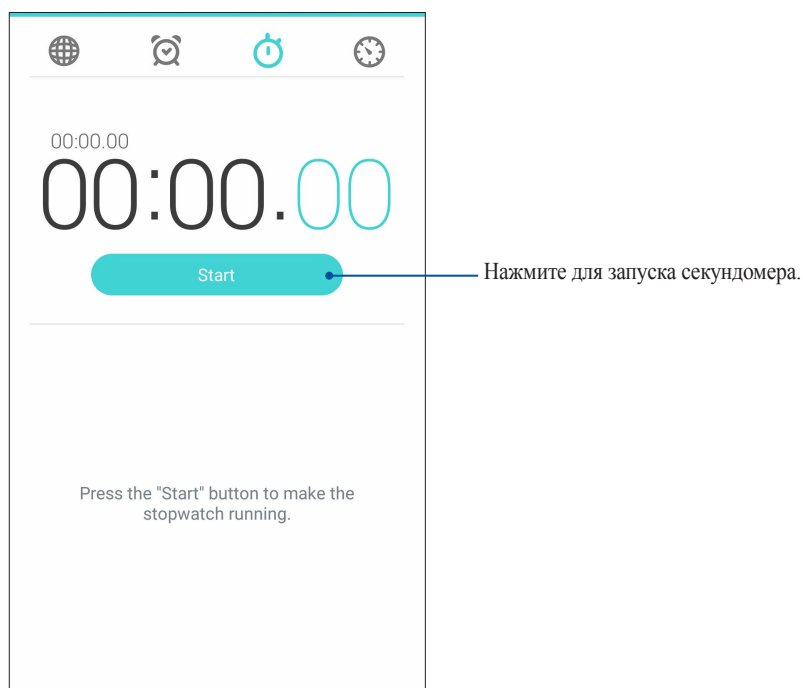 00:00.00
00:00.00
Start
Нажмите для запуска секундомера.
Press the "Start" button to make the
stopwatch running.